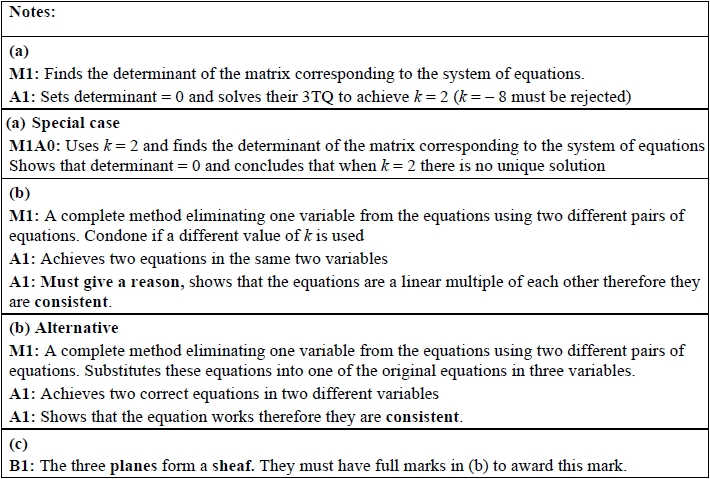 Notes:
(a)
M1: Finds the determinant of the matrix corresponding to the system of equations.
A1: Sets determinant = 0 and solves their 3TQ to achieve k = 2 (k = – 8 must be rejected)
(a) Special case
M1A0: Uses k = 2 and finds the determinant of the matrix corresponding to the system of equations
Shows that determinant = 0 and concludes that when k = 2 there is no unique solution
(b)
M1: A complete method eliminating one variable from the equations using two different pairs of
equations. Condone if a different value of k is used
A1: Achieves two equations in the same two variables
A1: Must give a reason, shows that the equations are a linear multiple of each other therefore they
are consistent.
(b) Alternative
M1: A complete method eliminating one variable from the equations using two different pairs of
equations. Substitutes these equations into one of the original equations in three variables.
A1: Achieves two correct equations in two different variables
A1: Shows that the equation works therefore they are consistent.
(c)
B1: The three planes form a sheaf. They must have full marks in (b) to award this mark.